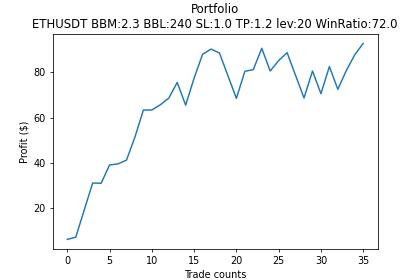 Portfolio
ETHUSDT BBM:2.3 BBL:240 SL:1.0 TP:1.2 lev:20 WinRatio:72.0
Profit ($)
80
60
40
20
0 5 10 15 20 25 30 35
Trade counts